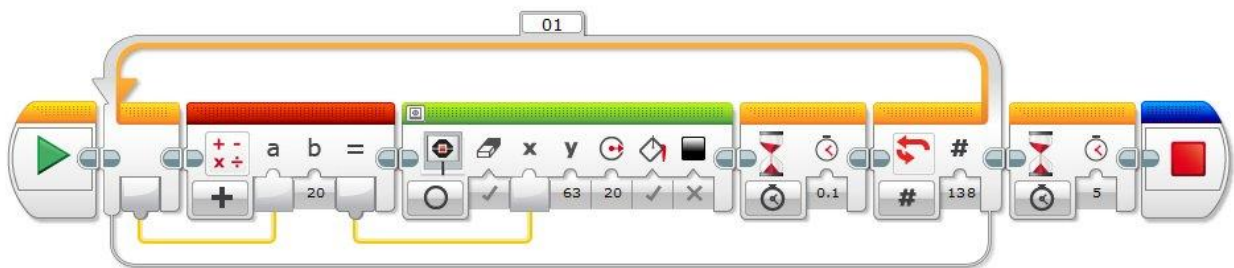 01
+ - a b = x y #
× ÷
+ 20 63 20 0.1 # 138 5